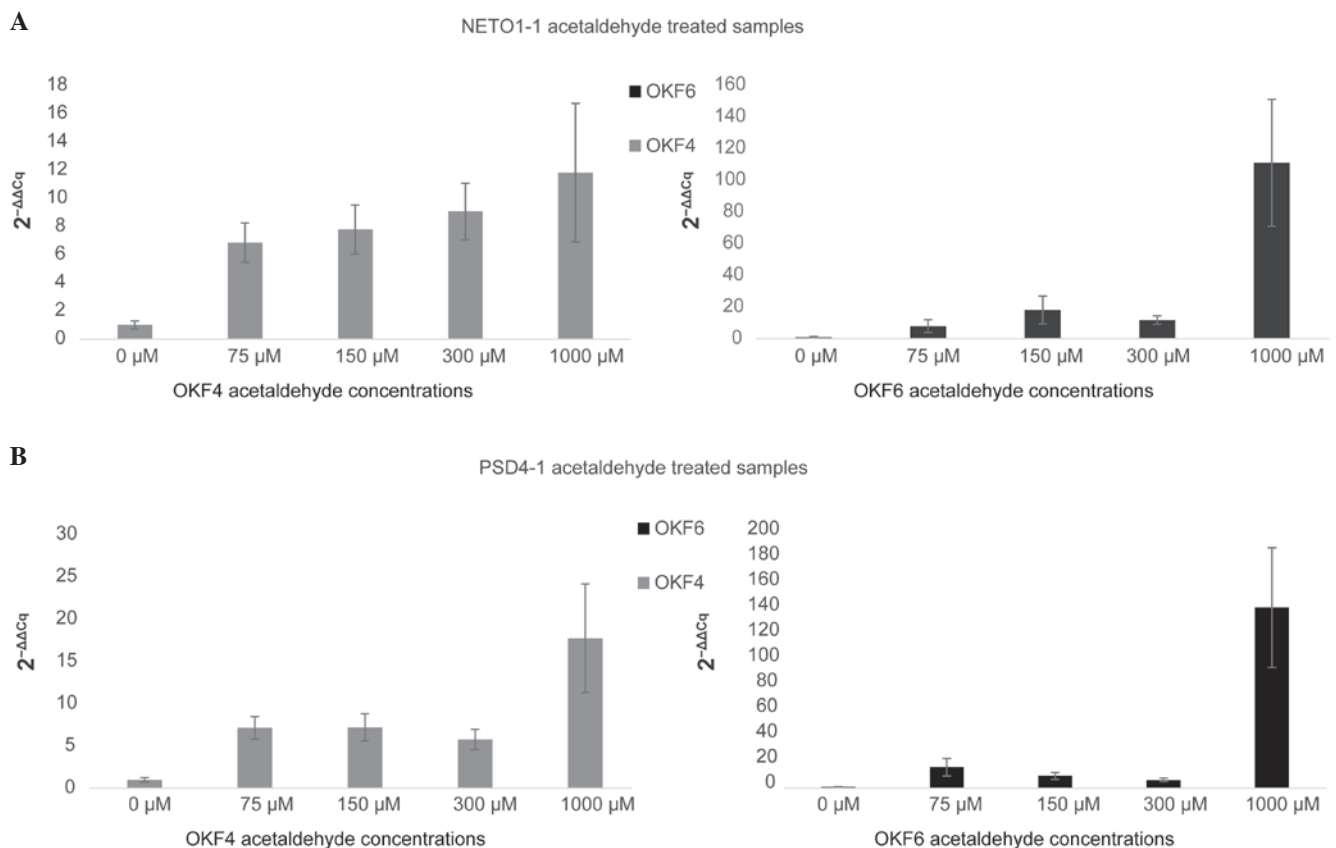 A
NETO1-1 acetaldehyde treated samples
18
16
14
12
10
8
6
4
2
0
2⁻ΔΔCq
0 µM
75 µM
150 µM
300 µM
1000 µM
OKF4 acetaldehyde concentrations
OKF6
OKF4
160
140
120
100
80
60
40
20
0
2⁻ΔΔCq
0 µM
75 µM
150 µM
300 µM
1000 µM
OKF6 acetaldehyde concentrations
B
PSD4-1 acetaldehyde treated samples
30
25
20
15
10
5
0
2⁻ΔΔCq
0 µM
75 µM
150 µM
300 µM
1000 µM
OKF4 acetaldehyde concentrations
OKF6
OKF4
200
180
160
140
120
100
80
60
40
20
0
2⁻ΔΔCq
0 µM
75 µM
150 µM
300 µM
1000 µM
OKF6 acetaldehyde concentrations